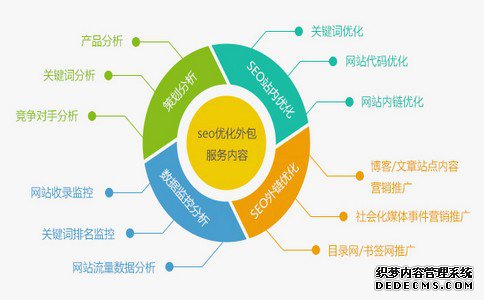 产品分析
关键词分析
竞争对手分析
策划分析
SEO站内优化
关键词优化
网站代码优化
网站内链优化
seo优化外包
服务内容
数据监控分析
SEO外链优化
网站收录监控
关键词排名监控
网站流量数据分析
博客/文章站点内容
营销推广
社会化媒体事件营销推广
目录网/书签网推广
织梦内容管理系统
DEDECMS.COM